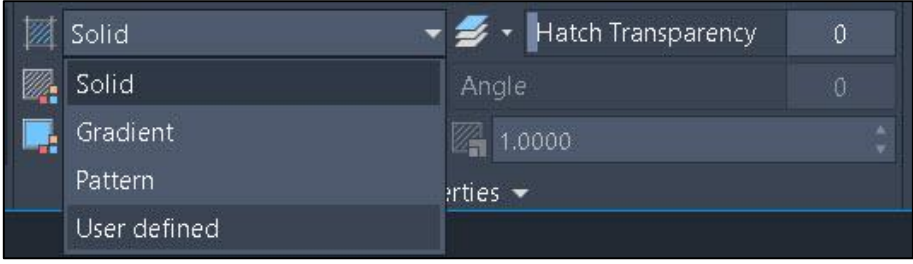 Solid Hatch Transparency 0
Solid Angle 0
Gradient 1.0000
Pattern
erties
User defined